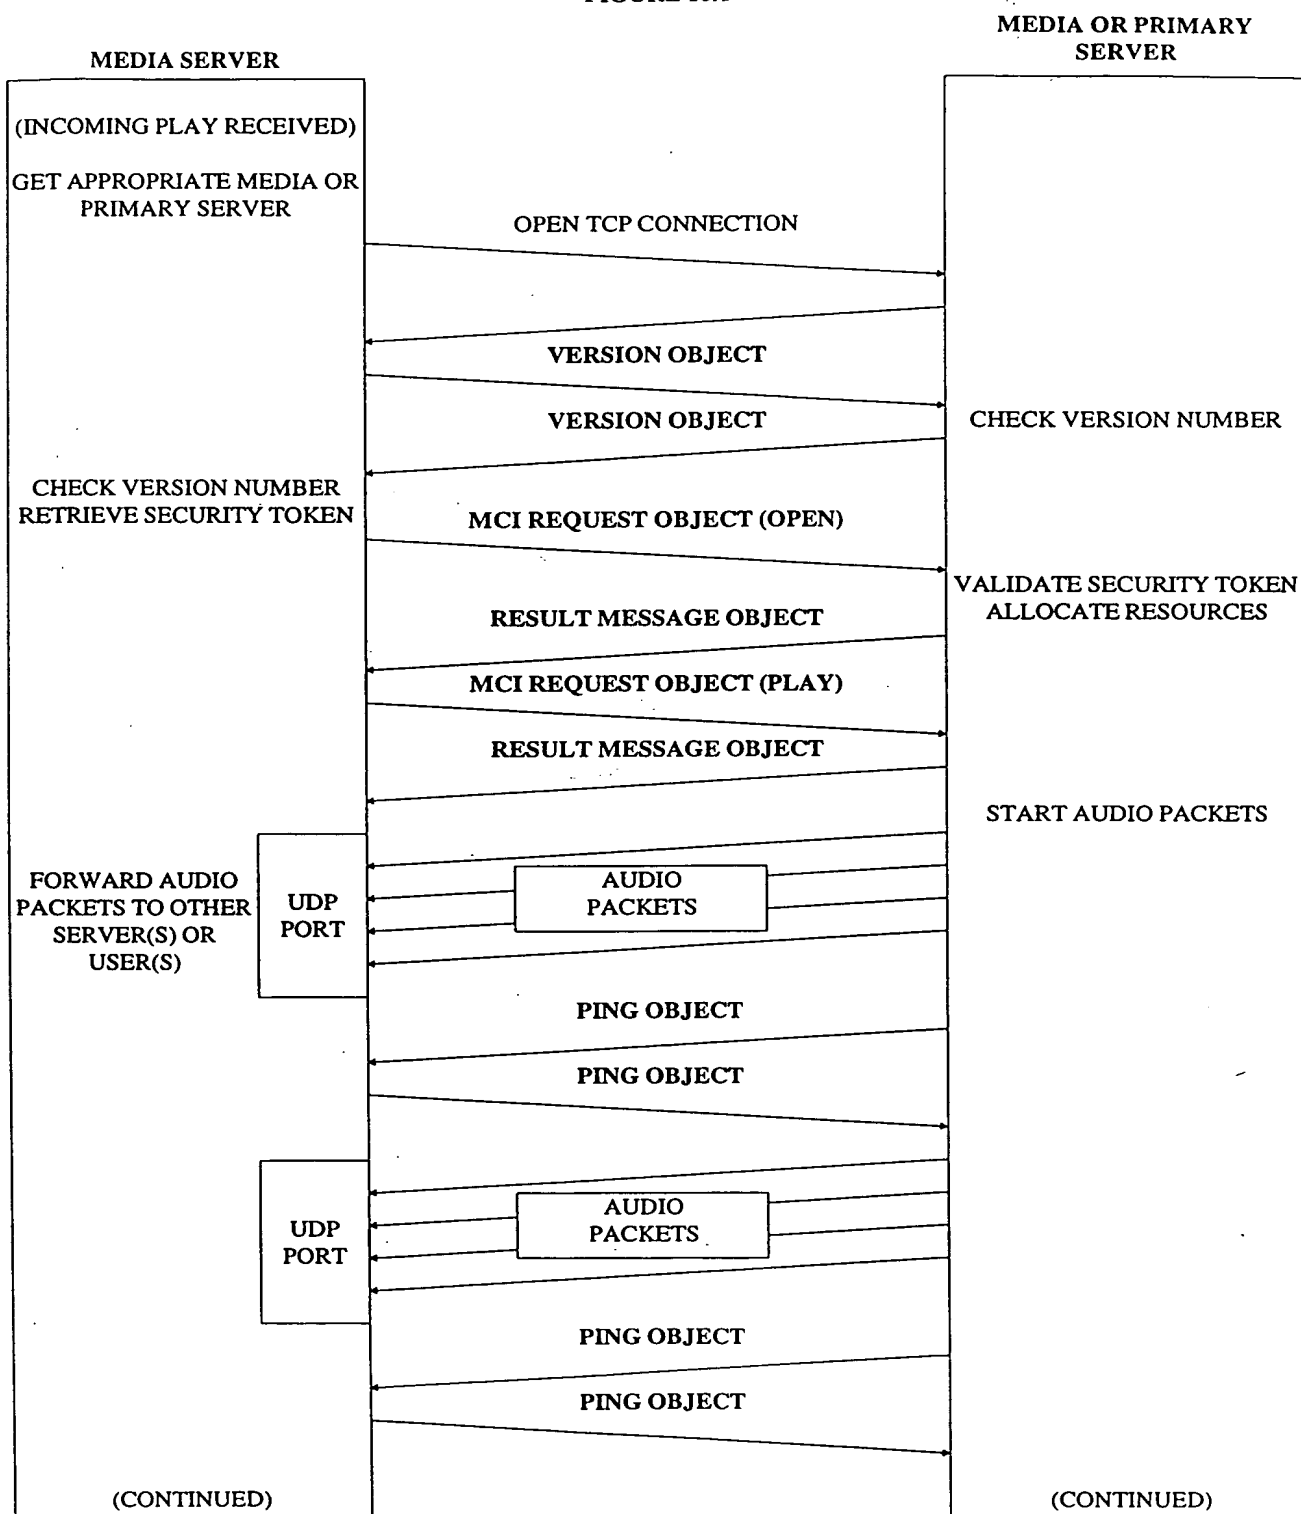 MEDIA OR PRIMARY
SERVER
MEDIA SERVER
(INCOMING PLAY RECEIVED)
GET APPROPRIATE MEDIA OR
PRIMARY SERVER
OPEN TCP CONNECTION
VERSION OBJECT
VERSION OBJECT
CHECK VERSION NUMBER
CHECK VERSION NUMBER
RETRIEVE SECURITY TOKEN
MCI REQUEST OBJECT (OPEN)
VALIDATE SECURITY TOKEN
ALLOCATE RESOURCES
RESULT MESSAGE OBJECT
MCI REQUEST OBJECT (PLAY)
RESULT MESSAGE OBJECT
START AUDIO PACKETS
FORWARD AUDIO
PACKETS TO OTHER
SERVER(S) OR
USER(S)
UDP
PORT
AUDIO
PACKETS
PING OBJECT
PING OBJECT
UDP
PORT
AUDIO
PACKETS
PING OBJECT
PING OBJECT
(CONTINUED)
(CONTINUED)